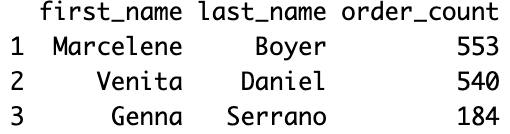 first_name last_name order_count
1 Marcelene Boyer 553
2 Venita Daniel 540
3 Genna Serrano 184